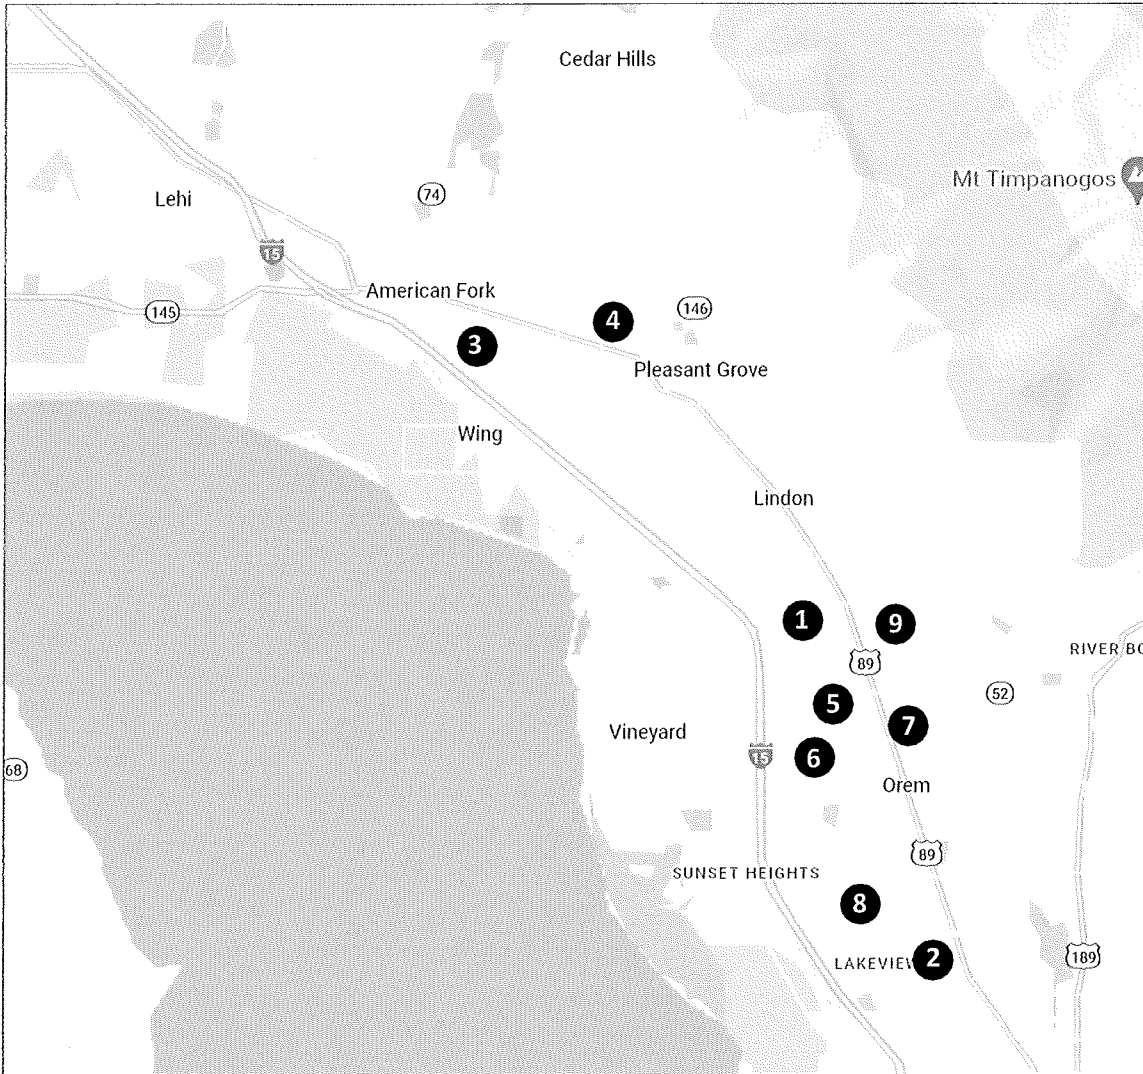 Cedar Hills
Mt Timpanogos
74
Lehi
15
American Fork
145
146
4
3
Pleasant Grove
Wing
Lindon
1
9
RIVER BO
89
52
5
7
Vineyard
15
6
68
Orem
89
SUNSET HEIGHTS
8
LAKEVIEW
2
189